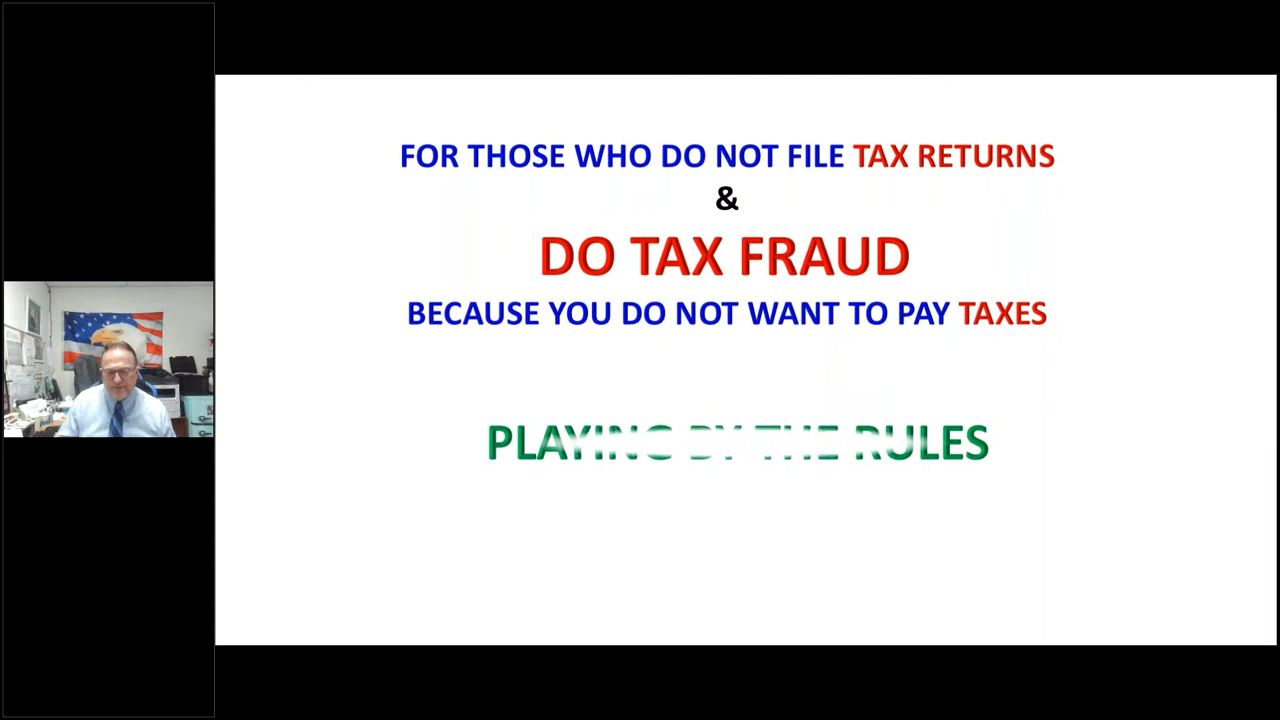 FOR THOSE WHO DO NOT FILE TAX RETURNS
&
DO TAX FRAUD
BECAUSE YOU DO NOT WANT TO PAY TAXES
PLAYING BY THE RULES